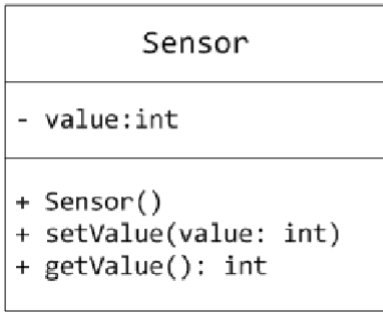 Sensor
- value:int
+ Sensor()
+ setValue(value: int)
+ getValue(): int